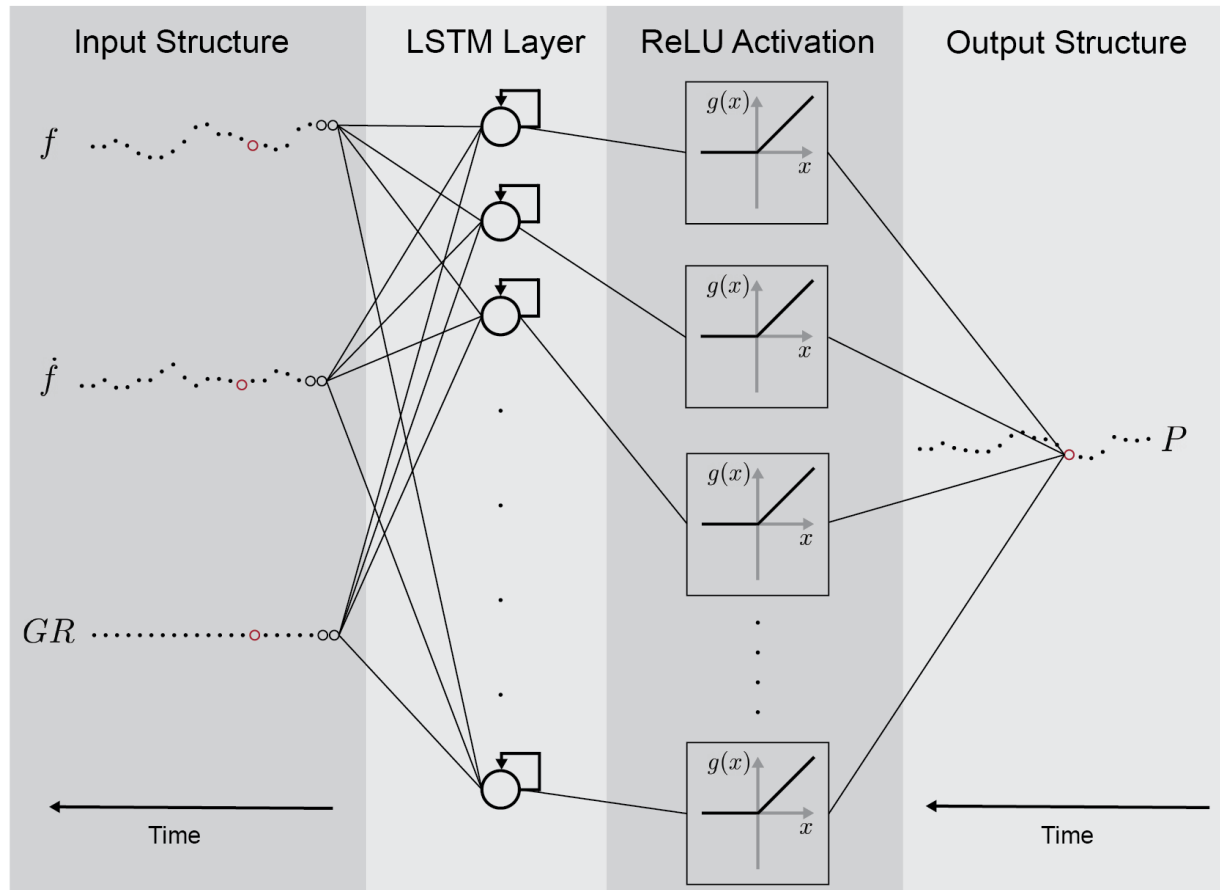 Input Structure
LSTM Layer
ReLU Activation
Output Structure
f
ḟ
GR
g(x)
x
g(x)
x
g(x)
x
g(x)
x
P
Time
Time